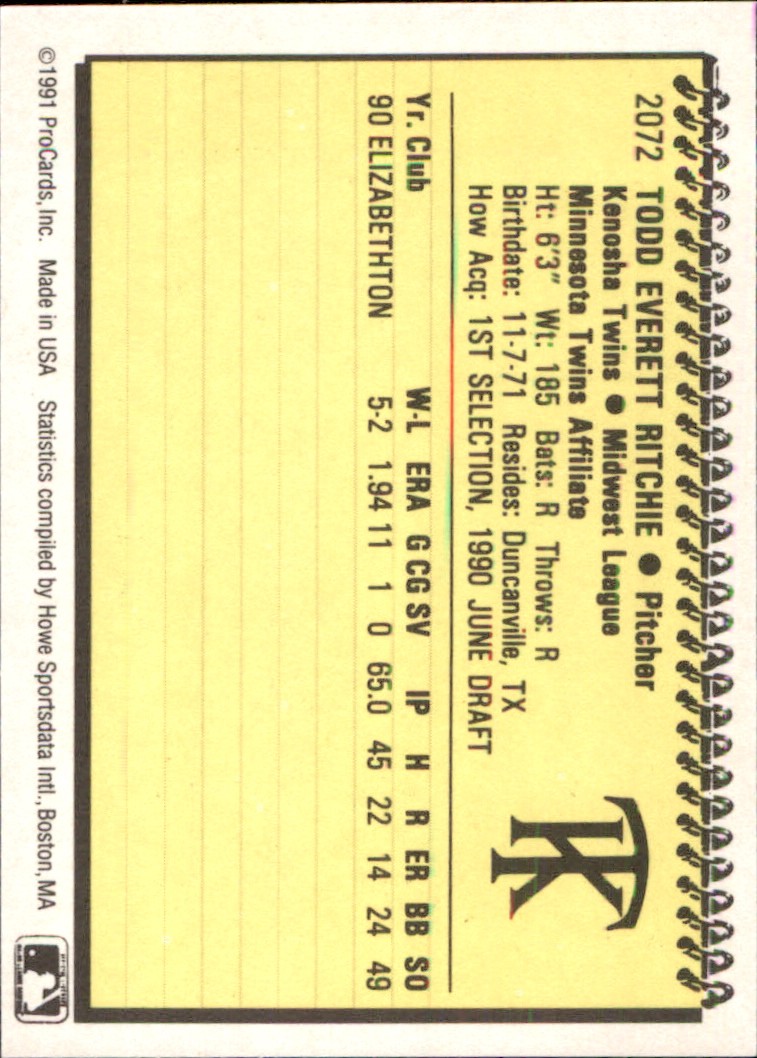 2072 TODD EVERETT RITCHIE ● Pitcher
Kenosha Twins ● Midwest League
Minnesota Twins Affiliate
Ht: 6'3" Wt: 185 Bats: R Throws: R
Birthdate: 11-7-71 Resides: Duncanville, TX
How Acq: 1ST SELECTION, 1990 JUNE DRAFT
TK
Yr. Club W-L ERA G CG SV IP H R ER BB SO
90 ELIZABETHTON 5-2 1.94 11 1 0 65.0 45 22 14 24 49
©1991 ProCards, Inc. Made in USA Statistics compiled by Howe Sportsdata Intl., Boston, MA